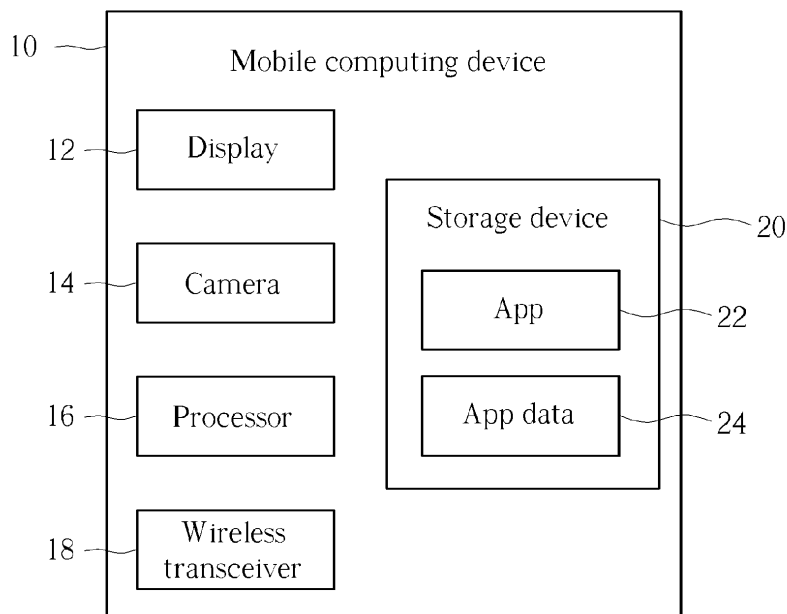 10
Mobile computing device
12
Display
Storage device
20
14
Camera
App
22
16
Processor
App data
24
18
Wireless
transceiver